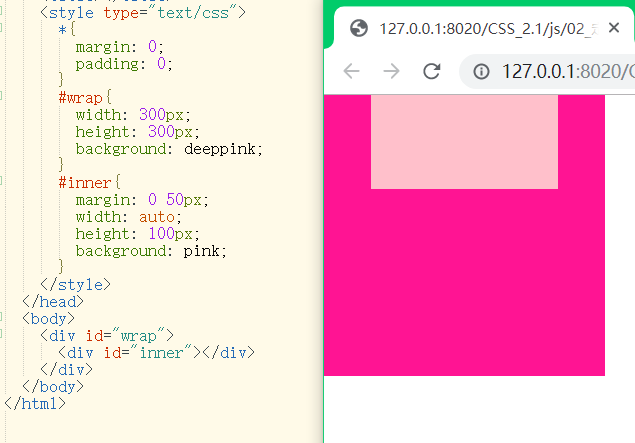 <style type="text/css">
*{
margin: 0;
padding: 0;
}
#wrap{
width: 300px;
height: 300px;
background: deeppink;
}
#inner{
margin: 0 50px;
width: auto;
height: 100px;
background: pink;
}
</style>
</head>
<body>
<div id="wrap">
<div id="inner"></div>
</div>
</body>
</html>
127.0.0.1:8020/CSS_2.1/js/02_
127.0.0.1:8020/